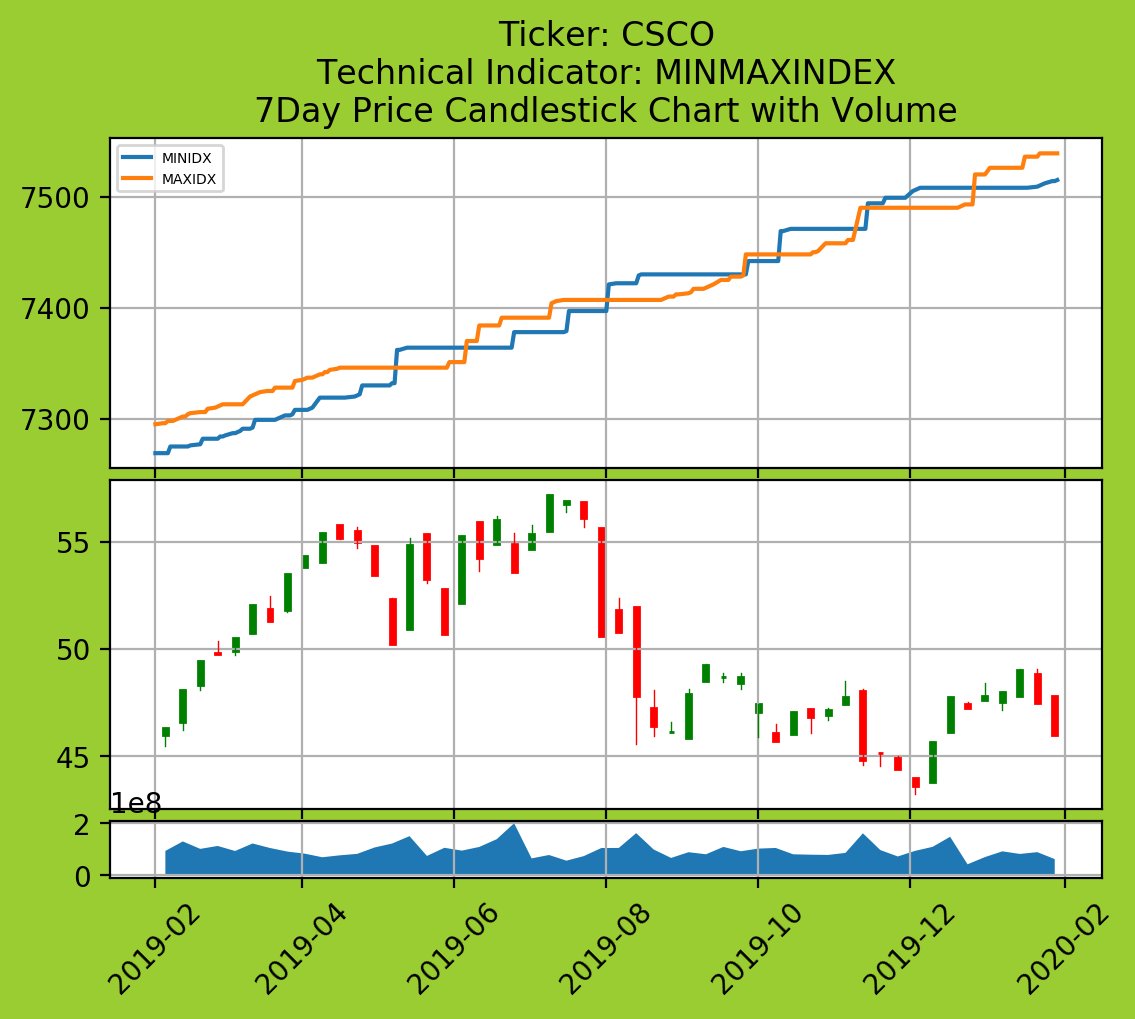 Ticker: CSCO
Technical Indicator: MINMAXINDEX
7Day Price Candlestick Chart with Volume
MINIDX
MAXIDX
7500
7400
7300
55
50
45
1e8
2
0
2019-02
2019-04
2019-06
2019-08
2019-10
2019-12
2020-02